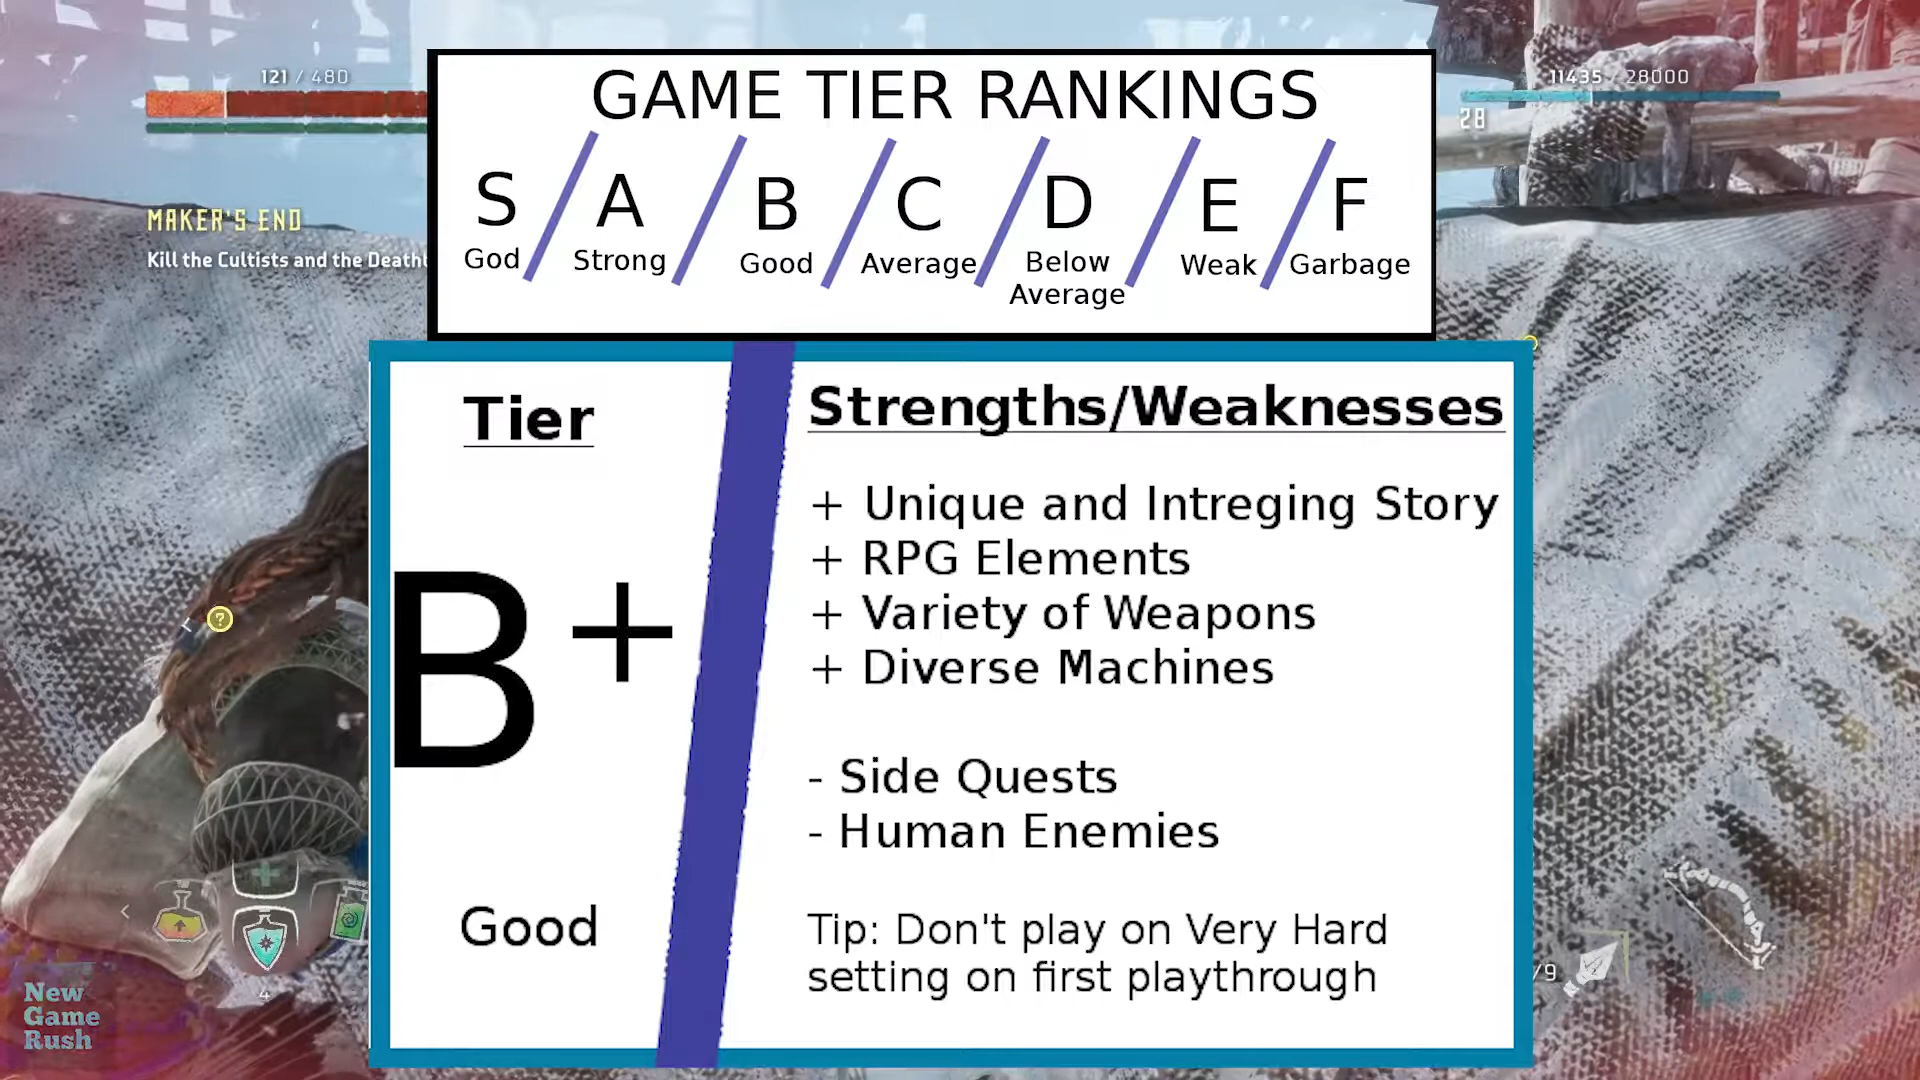 121 / 480
11435 / 28000
28
MAKER'S END
Kill the Cultists and the Death
GAME TIER RANKINGS
S / A / B / C / D / E / F
God Strong Good Average Below Average Weak Garbage
Tier
B+
Good
Strengths/Weaknesses
+ Unique and Intreging Story
+ RPG Elements
+ Variety of Weapons
+ Diverse Machines
- Side Quests
- Human Enemies
Tip: Don't play on Very Hard
setting on first playthrough
?
4
/9
New
Game
Rush